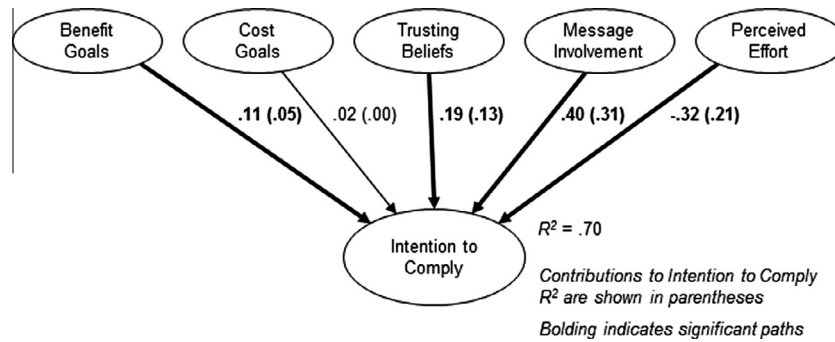 Benefit
Goals
Cost
Goals
Trusting
Beliefs
Message
Involvement
Perceived
Effort
.11 (.05)
.02 (.00)
.19 (.13)
.40 (.31)
-.32 (.21)
Intention to
Comply
R² = .70
Contributions to Intention to Comply
R² are shown in parentheses
Bolding indicates significant paths